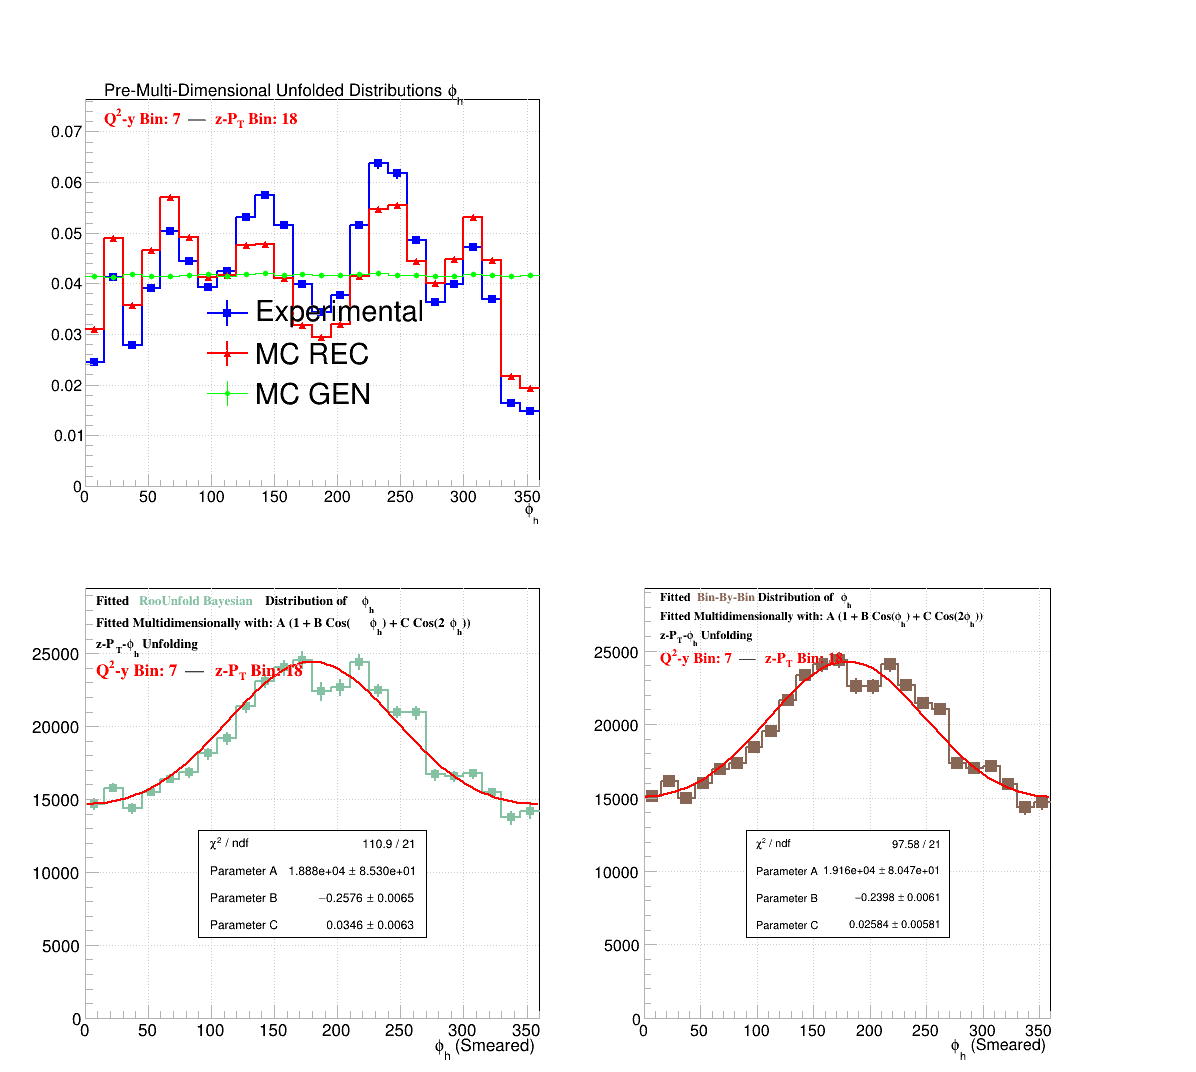 Pre-Multi-Dimensional Unfolded Distributions ϕh
Q²-y Bin: 7 — z-PT Bin: 18
0.07
0.06
0.05
0.04
0.03
0.02
0.01
0
Experimental
MC REC
MC GEN
0 50 100 150 200 250 300 350
ϕh
Fitted RooUnfold Bayesian Distribution of ϕh
Fitted Multidimensionally with: A (1 + B Cos(ϕh) + C Cos(2 ϕh))
z-PT-ϕh Unfolding
Q²-y Bin: 7 — z-PT Bin: 18
25000
20000
15000
10000
5000
0
χ² / ndf 110.9 / 21
Parameter A 1.888e+04 ± 8.530e+01
Parameter B −0.2576 ± 0.0065
Parameter C 0.0346 ± 0.0063
0 50 100 150 200 250 300 350
ϕh (Smeared)
Fitted Bin-By-Bin Distribution of ϕh
Fitted Multidimensionally with: A (1 + B Cos(ϕh) + C Cos(2ϕh))
z-PT-ϕh Unfolding
Q²-y Bin: 7 — z-PT Bin: 18
25000
20000
15000
10000
5000
0
χ² / ndf 97.58 / 21
Parameter A 1.916e+04 ± 8.047e+01
Parameter B −0.2398 ± 0.0061
Parameter C 0.02584 ± 0.00581
0 50 100 150 200 250 300 350
ϕh (Smeared)